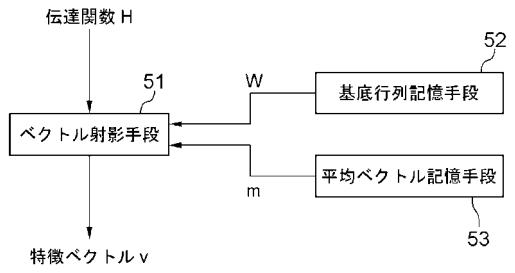 伝達関数 H
51
52
W
基底行列記憶手段
ベクトル射影手段
平均ベクトル記憶手段
m
53
特徴ベクトル v